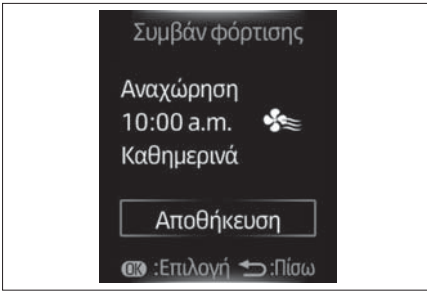 Συμβάν φόρτισης
Αναχώρηση
10:00 a.m.
Καθημερινά
Αποθήκευση
OK :Επιλογή :Πίσω